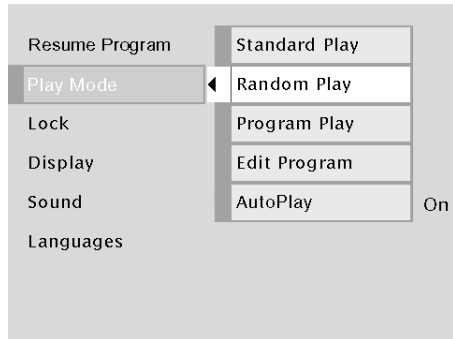 Resume Program
Play Mode
Lock
Display
Sound
Languages
Standard Play
Random Play
Program Play
Edit Program
AutoPlay On